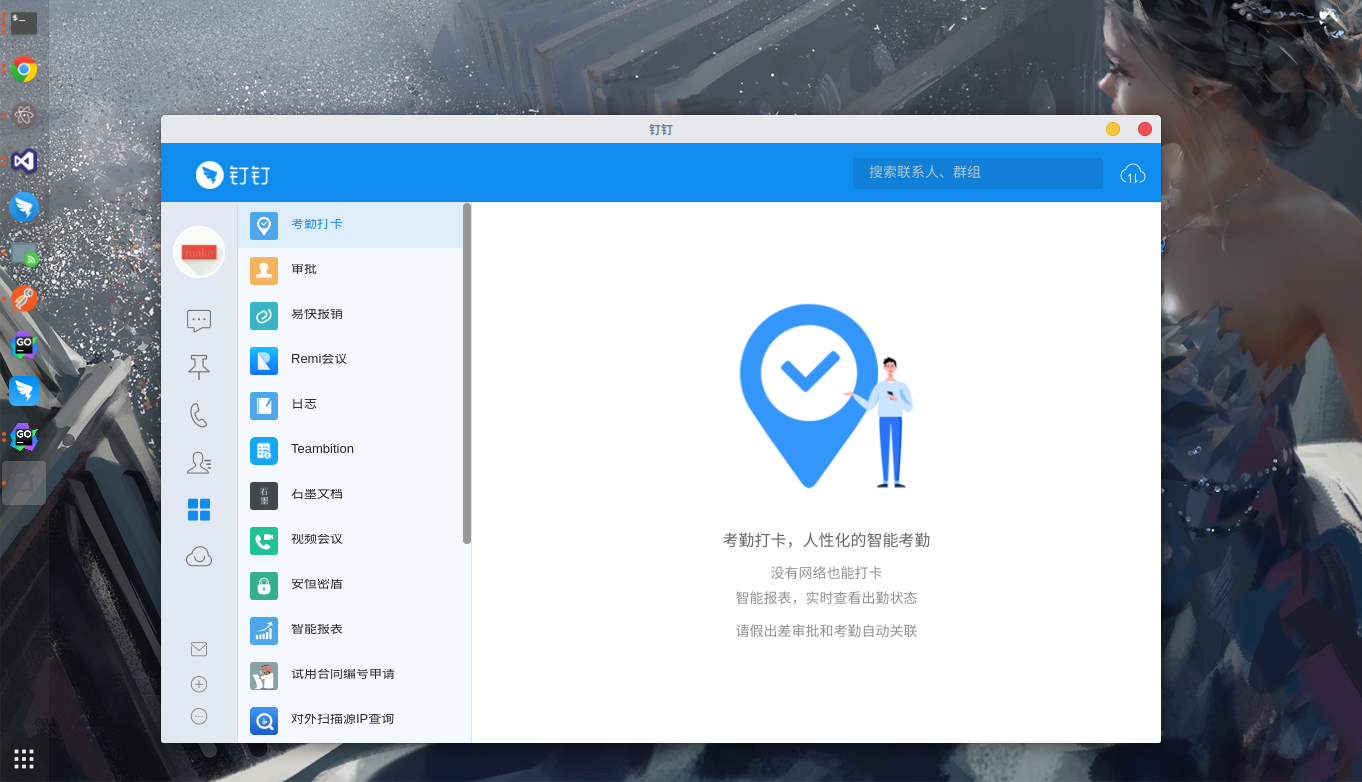 钉钉
钉钉
搜索联系人、群组
make
考勤打卡
审批
易快报销
Remi会议
日志
Teambition
石墨文档
石墨
视频会议
安恒密盾
智能报表
试用合同编号申请
对外扫描源IP查询
考勤打卡，人性化的智能考勤
没有网络也能打卡
智能报表，实时查看出勤状态
请假出差审批和考勤自动关联
GO
GO
$_